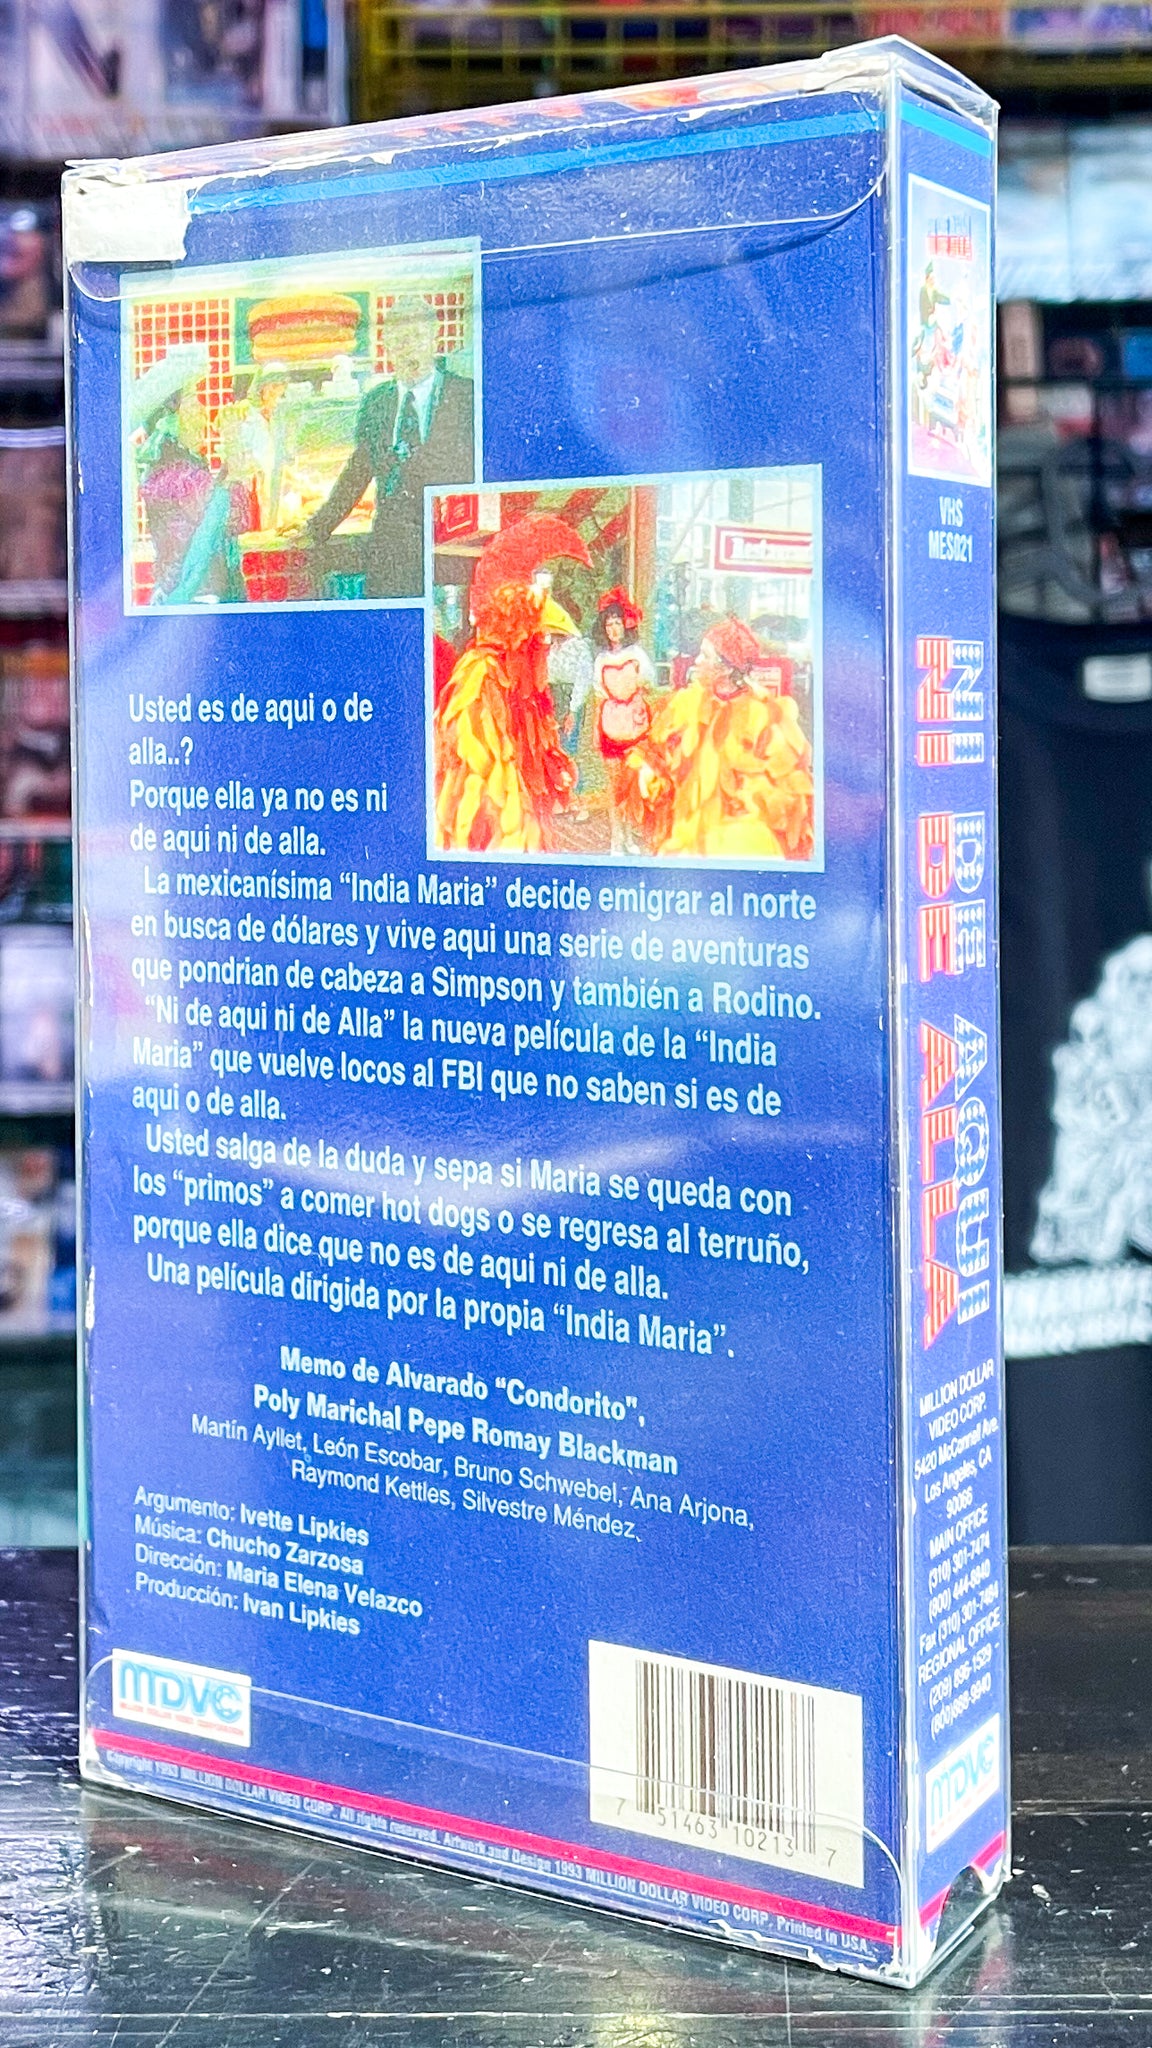 Restaurant
Usted es de aqui o de
alla..?
Porque ella ya no es ni
de aqui ni de alla.
La mexicanísima “India Maria” decide emigrar al norte
en busca de dólares y vive aqui una serie de aventuras
que pondrian de cabeza a Simpson y también a Rodino.
“Ni de aqui ni de Alla” la nueva película de la “India
Maria” que vuelve locos al FBI que no saben si es de
aqui o de alla.
Usted salga de la duda y sepa si Maria se queda con
los “primos” a comer hot dogs o se regresa al terruño,
porque ella dice que no es de aqui ni de alla.
Una película dirigida por la propia “India Maria”.
Memo de Alvarado “Condorito",
Poly Marichal Pepe Romay Blackman
Martín Ayllet, León Escobar, Bruno Schwebel, Ana Arjona,
Raymond Kettles, Silvestre Méndez,
Argumento: Ivette Lipkies
Música: Chucho Zarzosa
Dirección: Maria Elena Velazco
Producción: Ivan Lipkies
MDVC
MILLION DOLLAR VIDEO CORPORATION
7 51463 10213 7
Copyright 1993 MILLION DOLLAR VIDEO CORP. All rights reserved. Artwork and Design 1993 MILLION DOLLAR VIDEO CORP. Printed in USA.
VHS
MES021
NI DE AQUI
NI DE ALLA
MILLION DOLLAR
VIDEO CORP.
5420 McConnell Ave.
Los Angeles, CA
90066
MAIN OFFICE
(310) 301-7474
(800) 444-8840
Fax (310) 301-7484
REGIONAL OFFICE
(209) 896-1529 -
MDVC